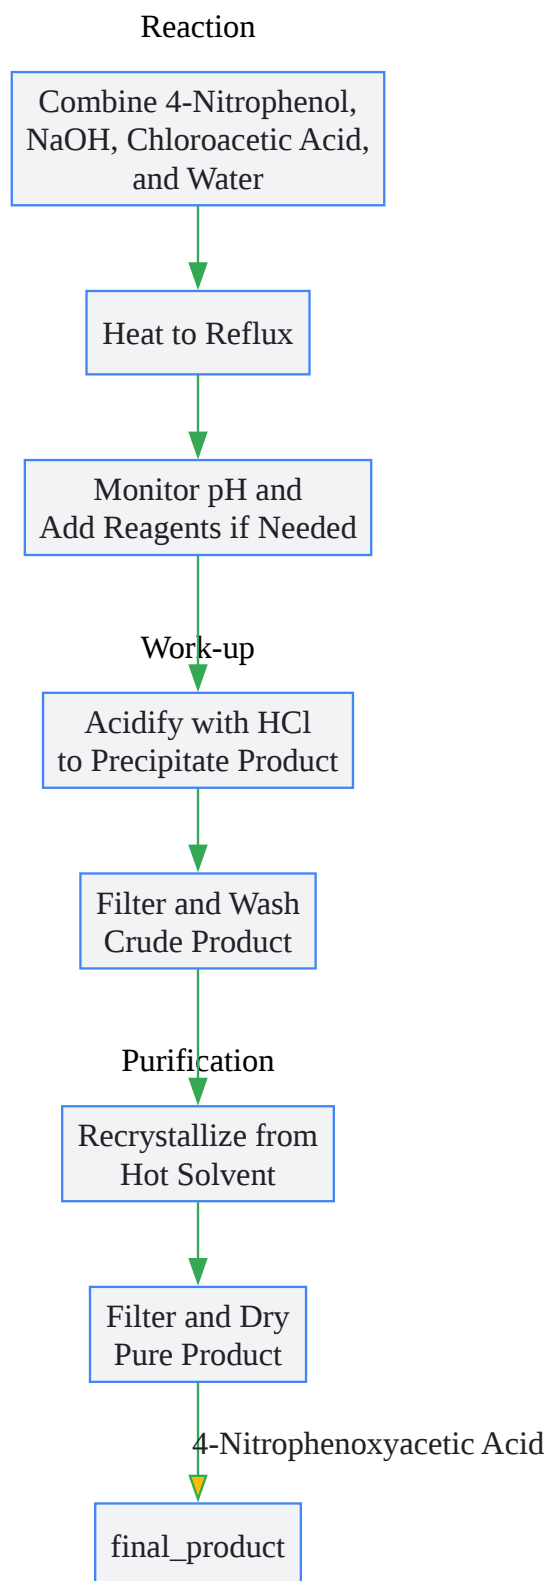 Reaction
Combine 4-Nitrophenol,
NaOH, Chloroacetic Acid,
and Water
Heat to Reflux
Monitor pH and
Add Reagents if Needed
Work-up
Acidify with HCl
to Precipitate Product
Filter and Wash
Crude Product
Purification
Recrystallize from
Hot Solvent
Filter and Dry
Pure Product
4-Nitrophenoxyacetic Acid
final_product